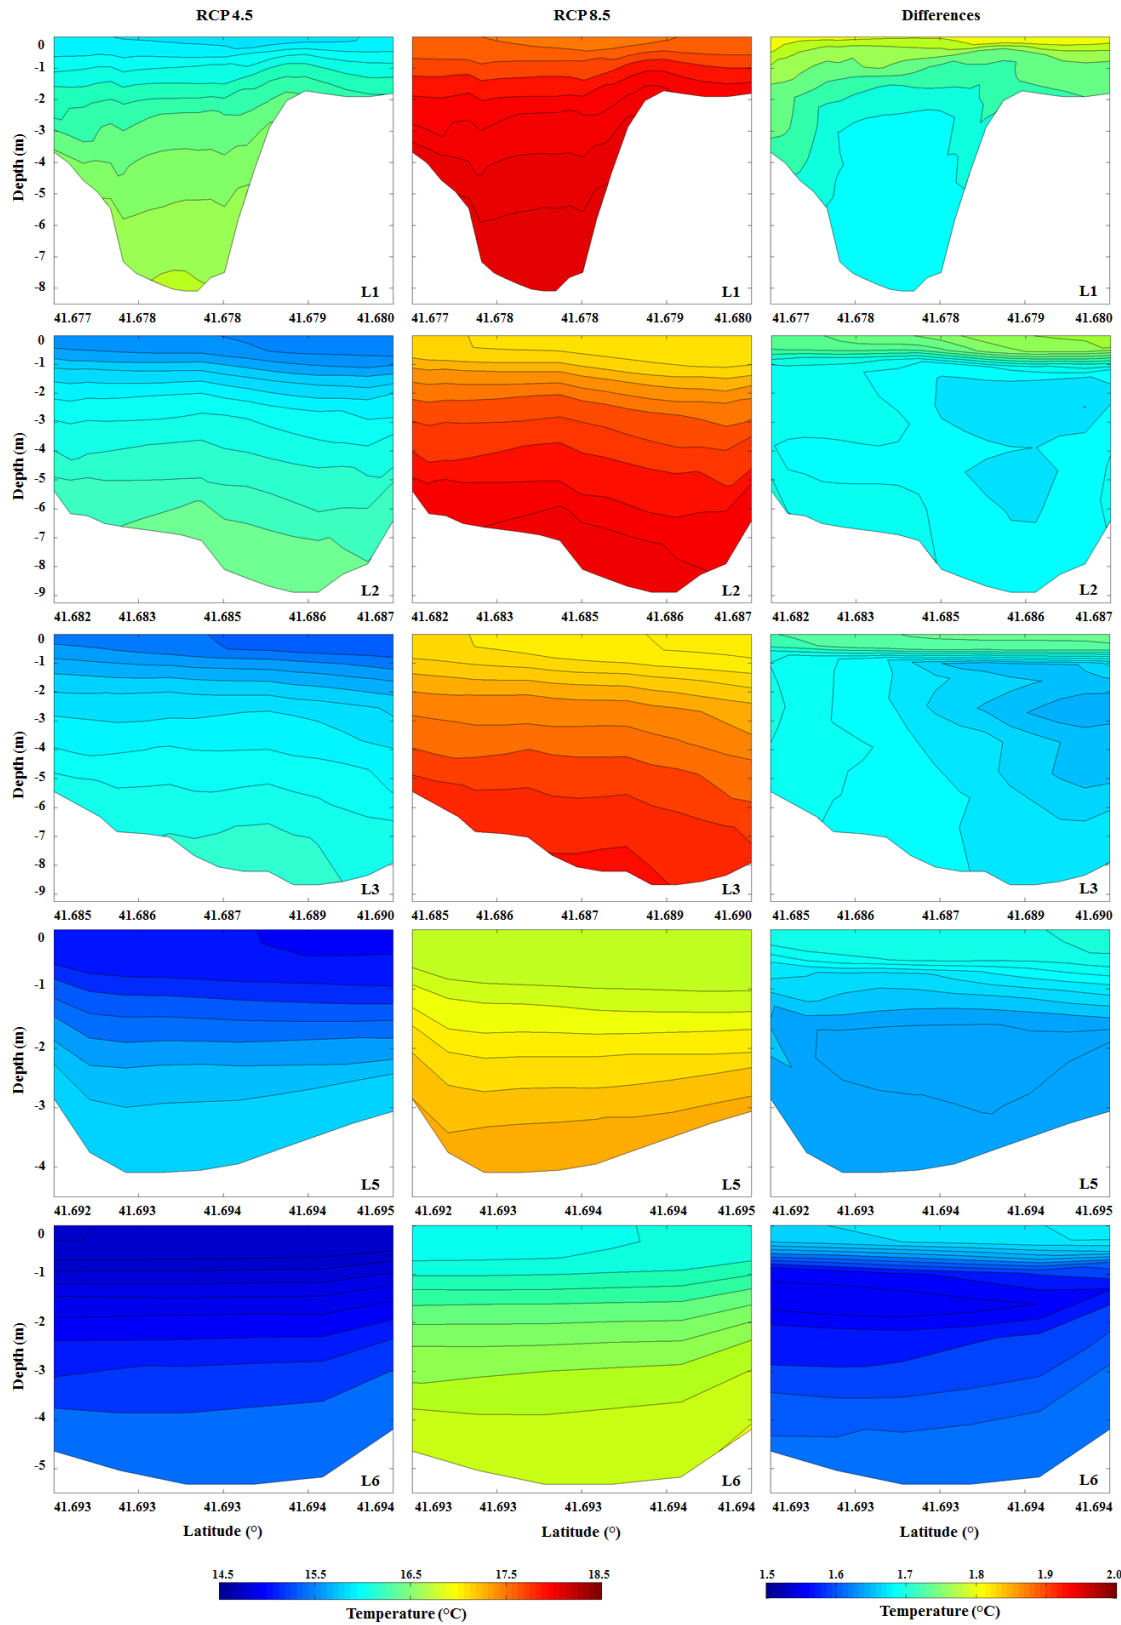 RCP 4.5 RCP 8.5 Differences
Depth (m)
0
-1
-2
-3
-4
-5
-6
-7
-8
L1 L1 L1
41.677 41.678 41.678 41.679 41.680 41.677 41.678 41.678 41.679 41.680 41.677 41.678 41.678 41.679 41.680
Depth (m)
0
-1
-2
-3
-4
-5
-6
-7
-8
-9
L2 L2 L2
41.682 41.683 41.685 41.686 41.687 41.682 41.683 41.685 41.686 41.687 41.682 41.683 41.685 41.686 41.687
Depth (m)
0
-1
-2
-3
-4
-5
-6
-7
-8
-9
L3 L3 L3
41.685 41.686 41.687 41.689 41.690 41.685 41.686 41.687 41.689 41.690 41.685 41.686 41.687 41.689 41.690
Depth (m)
0
-1
-2
-3
-4
L5 L5 L5
41.692 41.693 41.694 41.694 41.695 41.692 41.693 41.694 41.694 41.695 41.692 41.693 41.694 41.694 41.695
Depth (m)
0
-1
-2
-3
-4
-5
L6 L6 L6
41.693 41.693 41.693 41.694 41.694 41.693 41.693 41.693 41.694 41.694 41.693 41.693 41.693 41.694 41.694
Latitude (°) Latitude (°) Latitude (°)
14.5 15.5 16.5 17.5 18.5 1.5 1.6 1.7 1.8 1.9 2.0
Temperature (°C) Temperature (°C)